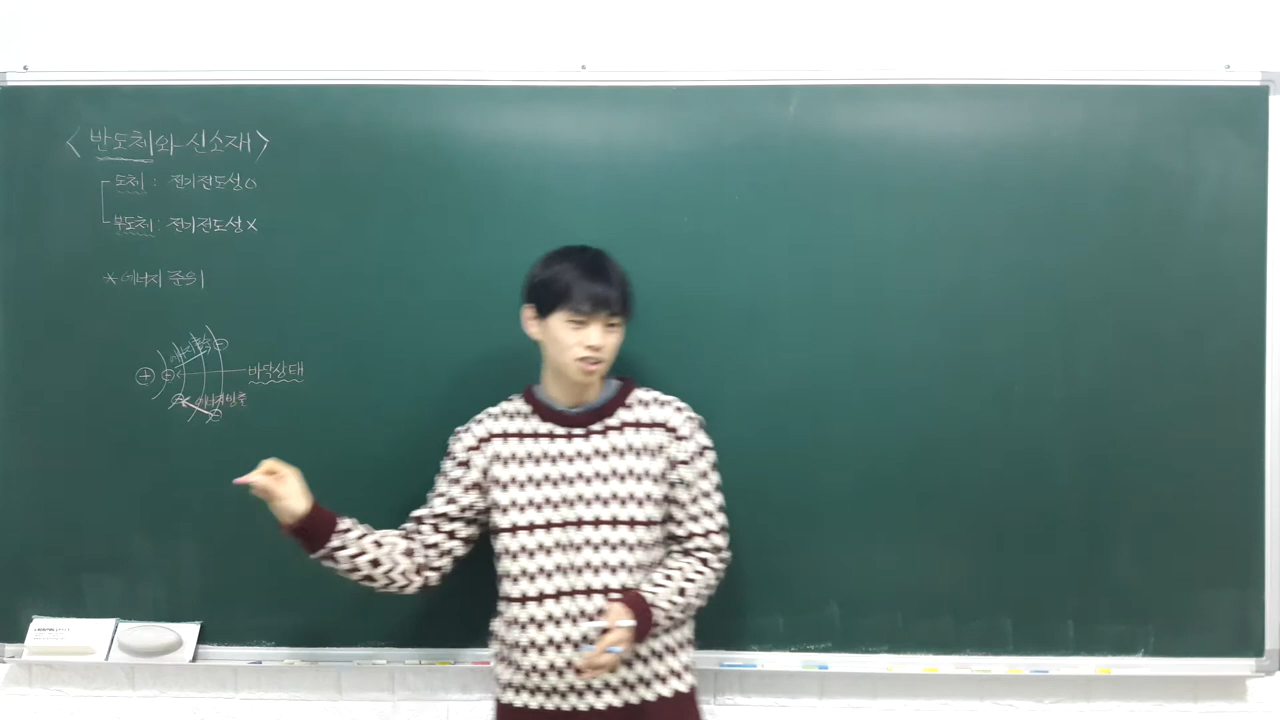 <반도체와 신소재>
도체 : 전기전도성 O
부도체 : 전기전도성 X
* 에너지 준위
에너지 흡수
바닥상태
에너지 방출